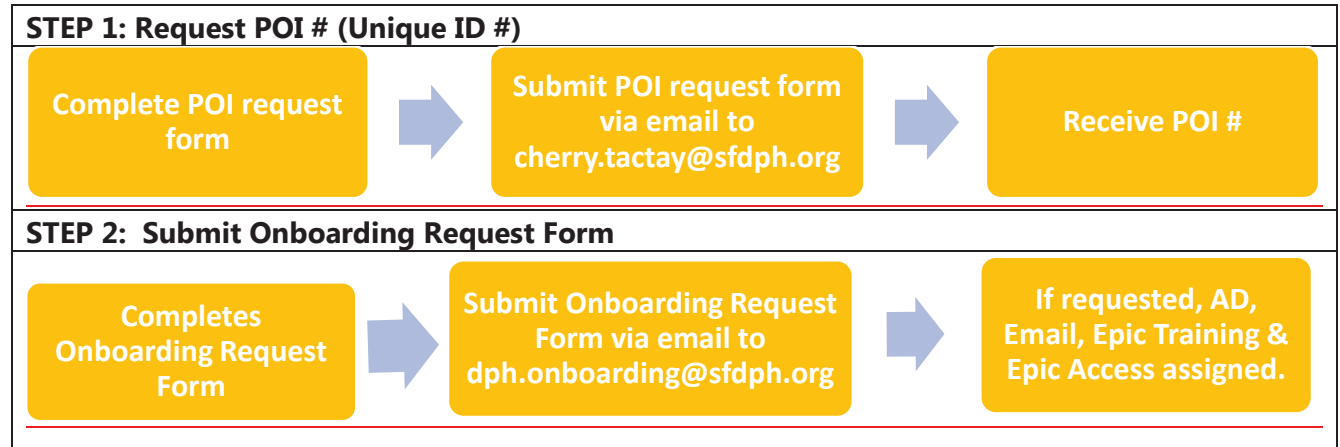 STEP 1: Request POI # (Unique ID #)
Complete POI request
form
Submit POI request form
via email to
cherry.tactay@sfdph.org
Receive POI #
STEP 2: Submit Onboarding Request Form
Completes
Onboarding Request
Form
Submit Onboarding Request
Form via email to
dph.onboarding@sfdph.org
If requested, AD,
Email, Epic Training &
Epic Access assigned.